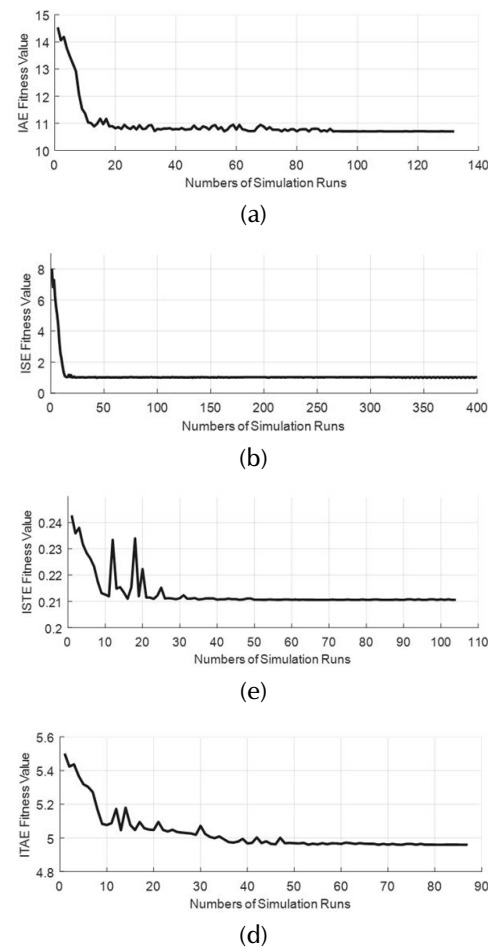 15
14
13
12
11
10
IAE Fitness Value
0 20 40 60 80 100 120 140
Numbers of Simulation Runs
(a)
8
6
4
2
0
ISE Fitness Value
0 50 100 150 200 250 300 350 400
Numbers of Simulation Runs
(b)
0.24
0.23
0.22
0.21
0.2
ISTE Fitness Value
0 10 20 30 40 50 60 70 80 90 100 110
Numbers of Simulation Runs
(e)
5.6
5.4
5.2
5
4.8
ITAE Fitness Value
0 10 20 30 40 50 60 70 80 90
Numbers of Simulation Runs
(d)